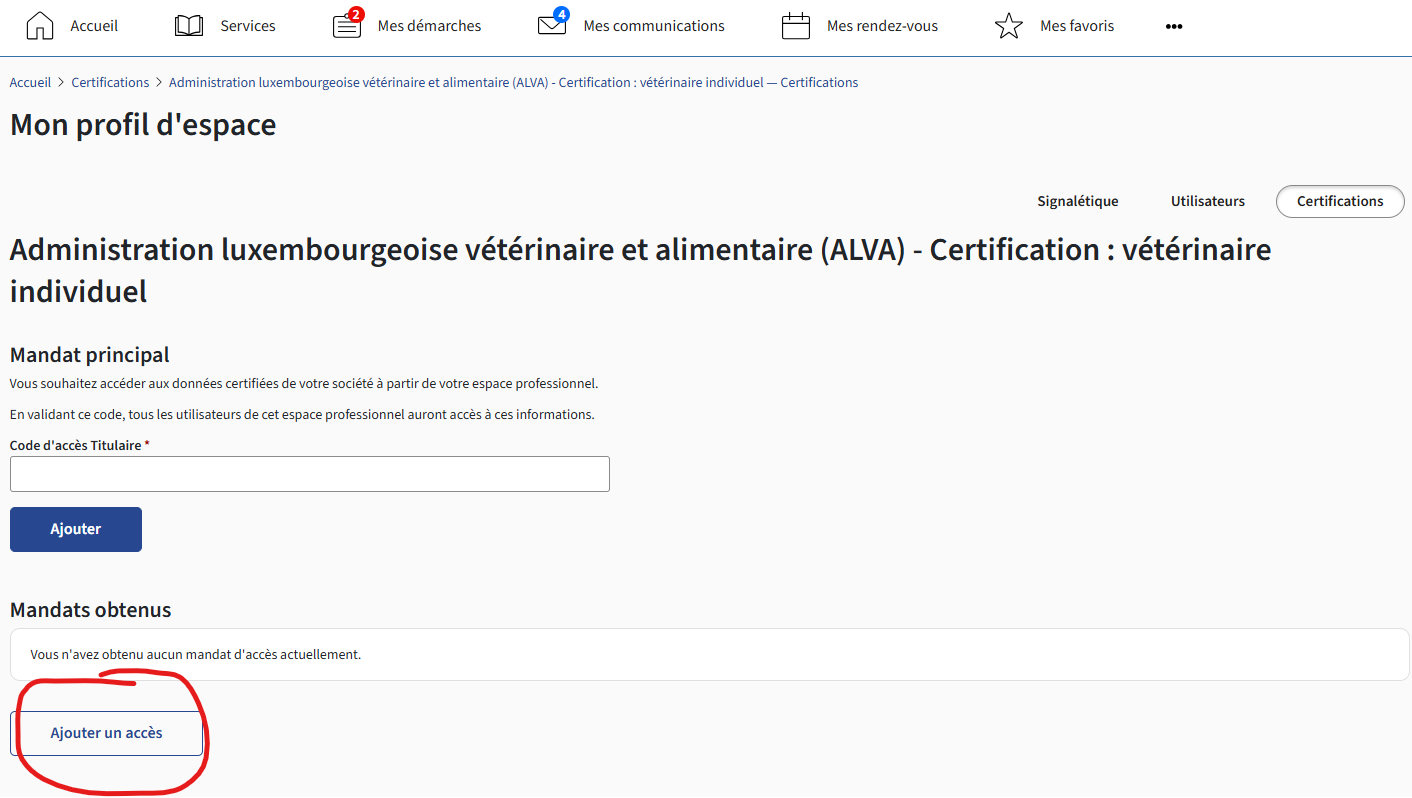 Accueil Services 2 Mes démarches 4 Mes communications Mes rendez-vous Mes favoris •••
Accueil > Certifications > Administration luxembourgeoise vétérinaire et alimentaire (ALVA) - Certification : vétérinaire individuel — Certifications
Mon profil d'espace
Signalétique Utilisateurs Certifications
Administration luxembourgeoise vétérinaire et alimentaire (ALVA) - Certification : vétérinaire
individuel
Mandat principal
Vous souhaitez accéder aux données certifiées de votre société à partir de votre espace professionnel.
En validant ce code, tous les utilisateurs de cet espace professionnel auront accès à ces informations.
Code d'accès Titulaire *
Ajouter
Mandats obtenus
Vous n'avez obtenu aucun mandat d'accès actuellement.
Ajouter un accès